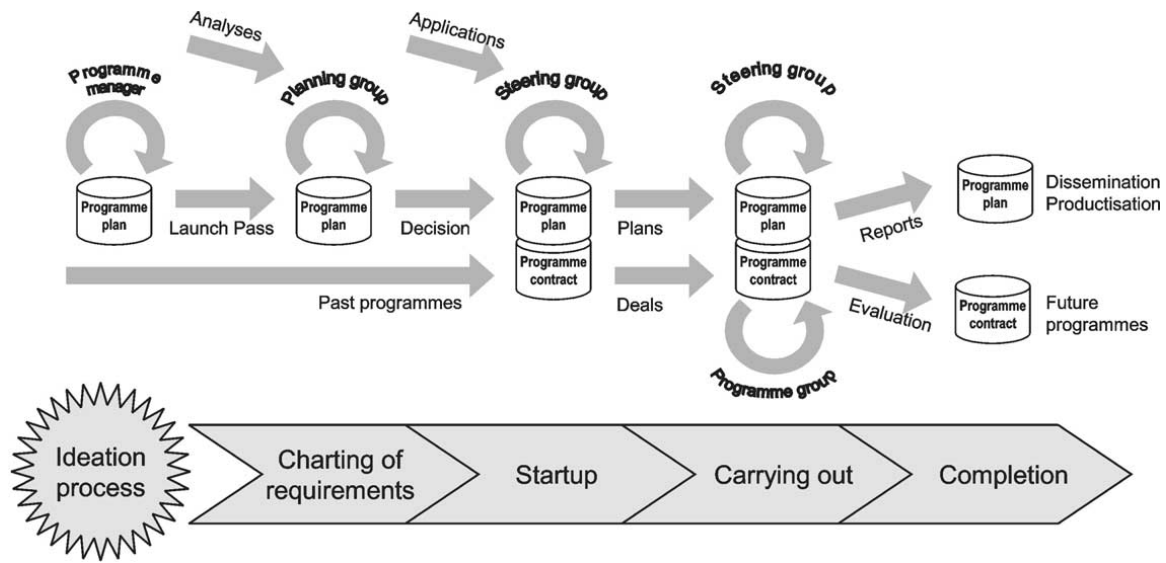 Analyses
Applications
Programme
manager
Planning group
Steering group
Steering group
Programme
plan
Launch Pass
Programme
plan
Decision
Programme
plan
Plans
Programme
plan
Reports
Programme
plan
Dissemination
Productisation
Past programmes
Programme
contract
Deals
Programme
contract
Evaluation
Programme
contract
Future
programmes
Programme group
Ideation
process
Charting of
requirements
Startup
Carrying out
Completion